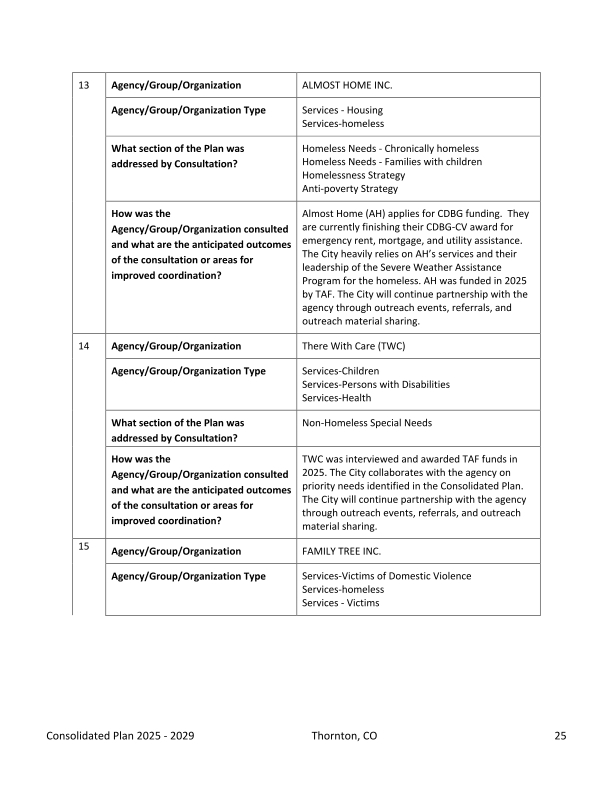 13
Agency/Group/Organization
ALMOST HOME INC.
Agency/Group/Organization Type
Services - Housing
Services-homeless
What section of the Plan was
addressed by Consultation?
Homeless Needs - Chronically homeless
Homeless Needs - Families with children
Homelessness Strategy
Anti-poverty Strategy
How was the
Agency/Group/Organization consulted
and what are the anticipated outcomes
of the consultation or areas for
improved coordination?
Almost Home (AH) applies for CDBG funding.  They
are currently finishing their CDBG-CV award for
emergency rent, mortgage, and utility assistance.
The City heavily relies on AH’s services and their
leadership of the Severe Weather Assistance
Program for the homeless. AH was funded in 2025
by TAF. The City will continue partnership with the
agency through outreach events, referrals, and
outreach material sharing.
14
Agency/Group/Organization
There With Care (TWC)
Agency/Group/Organization Type
Services-Children
Services-Persons with Disabilities
Services-Health
What section of the Plan was
addressed by Consultation?
Non-Homeless Special Needs
How was the
Agency/Group/Organization consulted
and what are the anticipated outcomes
of the consultation or areas for
improved coordination?
TWC was interviewed and awarded TAF funds in
2025. The City collaborates with the agency on
priority needs identified in the Consolidated Plan.
The City will continue partnership with the agency
through outreach events, referrals, and outreach
material sharing.
15
Agency/Group/Organization
FAMILY TREE INC.
Agency/Group/Organization Type
Services-Victims of Domestic Violence
Services-homeless
Services - Victims
Consolidated Plan 2025 - 2029
Thornton, CO
25